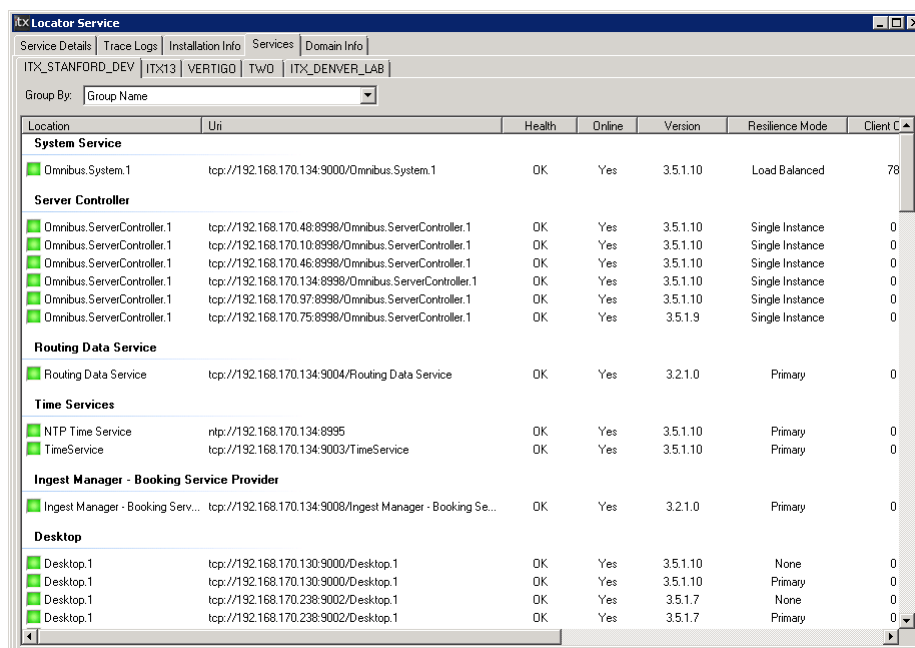 itx Locator Service
Service Details Trace Logs Installation Info Services Domain Info
ITX_STANFORD_DEV ITX13 VERTIGO TWO ITX_DENVER_LAB
Group By: Group Name
Location Uri Health Online Version Resilience Mode Client C
System Service
Omnibus.System.1 tcp://192.168.170.134:9000/Omnibus.System.1 OK Yes 3.5.1.10 Load Balanced 78
Server Controller
Omnibus.ServerController.1 tcp://192.168.170.48:8998/Omnibus.ServerController.1 OK Yes 3.5.1.10 Single Instance 0
Omnibus.ServerController.1 tcp://192.168.170.10:8998/Omnibus.ServerController.1 OK Yes 3.5.1.10 Single Instance 0
Omnibus.ServerController.1 tcp://192.168.170.46:8998/Omnibus.ServerController.1 OK Yes 3.5.1.10 Single Instance 0
Omnibus.ServerController.1 tcp://192.168.170.134:8998/Omnibus.ServerController.1 OK Yes 3.5.1.10 Single Instance 0
Omnibus.ServerController.1 tcp://192.168.170.97:8998/Omnibus.ServerController.1 OK Yes 3.5.1.10 Single Instance 0
Omnibus.ServerController.1 tcp://192.168.170.75:8998/Omnibus.ServerController.1 OK Yes 3.5.1.9 Single Instance 0
Routing Data Service
Routing Data Service tcp://192.168.170.134:9004/Routing Data Service OK Yes 3.2.1.0 Primary 0
Time Services
NTP Time Service ntp://192.168.170.134:8995 OK Yes 3.5.1.10 Primary 0
TimeService tcp://192.168.170.134:9003/TimeService OK Yes 3.5.1.10 Primary 0
Ingest Manager - Booking Service Provider
Ingest Manager - Booking Serv... tcp://192.168.170.134:9008/Ingest Manager - Booking Se... OK Yes 3.2.1.0 Primary 0
Desktop
Desktop.1 tcp://192.168.170.130:9000/Desktop.1 OK Yes 3.5.1.10 None 0
Desktop.1 tcp://192.168.170.130:9000/Desktop.1 OK Yes 3.5.1.10 Primary 0
Desktop.1 tcp://192.168.170.238:9002/Desktop.1 OK Yes 3.5.1.7 None 0
Desktop.1 tcp://192.168.170.238:9002/Desktop.1 OK Yes 3.5.1.7 Primary 0